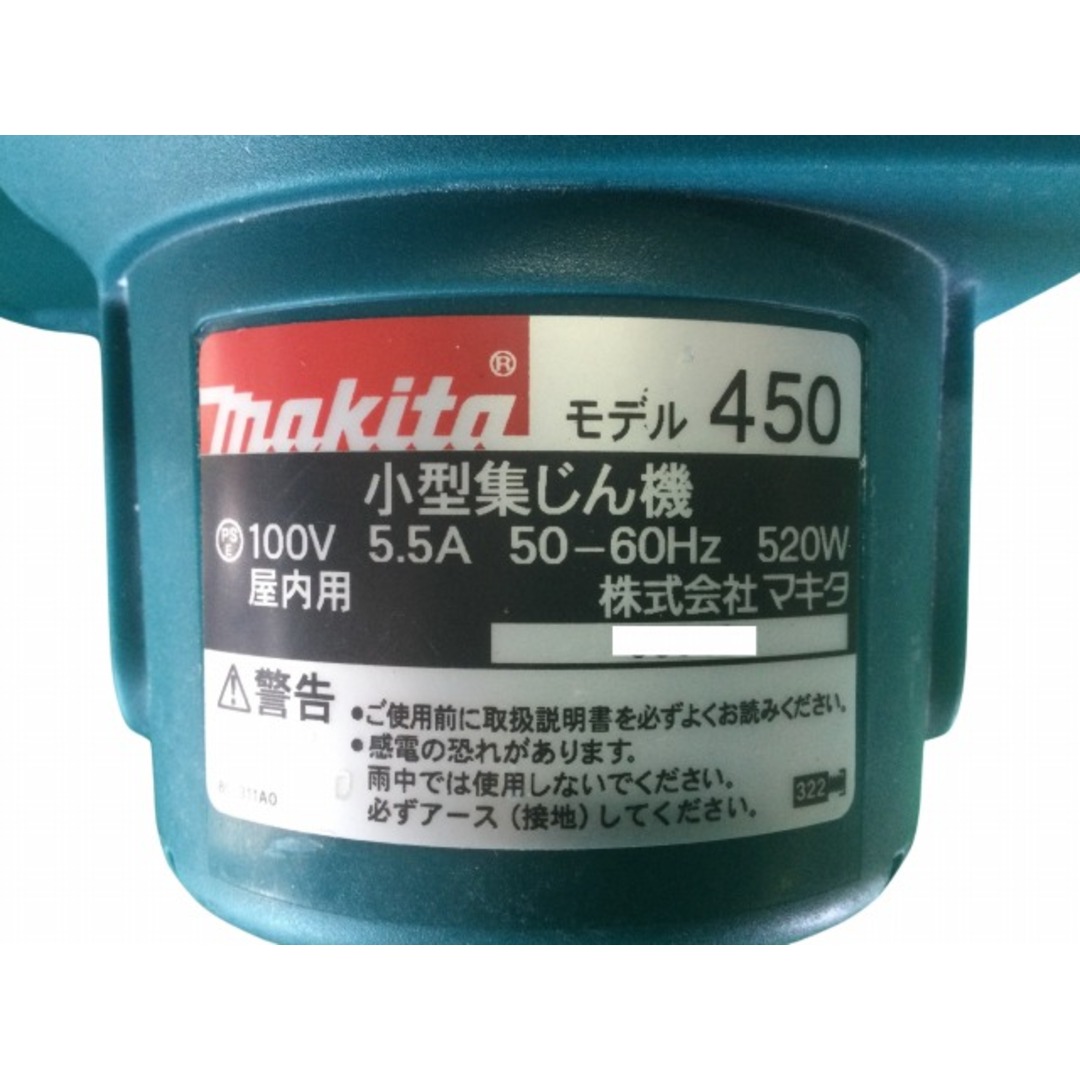 makita®
モデル 450
小型集じん機
PSE 100V 5.5A 50-60Hz 520W
屋内用 株式会社マキタ
⚠警告
•ご使用前に取扱説明書を必ずよくお読みください。
•感電の恐れがあります。
雨中では使用しないでください。
必ずアース(接地)してください。
322